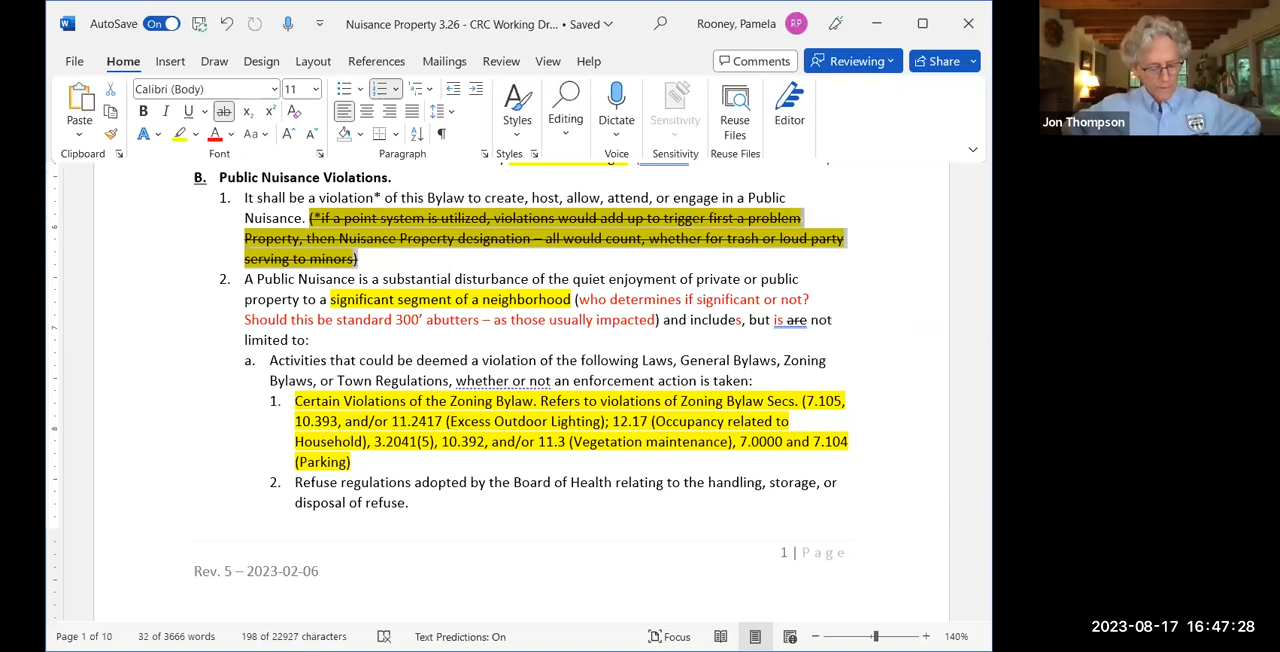 AutoSave On Nuisance Property 3.26 - CRC Working Dr... • Saved Rooney, Pamela RP
File Home Insert Draw Design Layout References Mailings Review View Help Comments Reviewing Share
Calibri (Body) 11
Paste Styles Editing Dictate Sensitivity Reuse Files Editor
B I U ab x₂ x² A
A A Aa A A
Clipboard Font Paragraph Styles Voice Sensitivity Reuse Files
Jon Thompson
B. Public Nuisance Violations.
1. It shall be a violation* of this Bylaw to create, host, allow, attend, or engage in a Public
Nuisance. (*if a point system is utilized, violations would add up to trigger first a problem
Property, then Nuisance Property designation – all would count, whether for trash or loud party
serving to minors)
2. A Public Nuisance is a substantial disturbance of the quiet enjoyment of private or public
property to a significant segment of a neighborhood (who determines if significant or not?
Should this be standard 300' abutters – as those usually impacted) and includes, but is are not
limited to:
a. Activities that could be deemed a violation of the following Laws, General Bylaws, Zoning
Bylaws, or Town Regulations, whether or not an enforcement action is taken:
1. Certain Violations of the Zoning Bylaw. Refers to violations of Zoning Bylaw Secs. (7.105,
10.393, and/or 11.2417 (Excess Outdoor Lighting); 12.17 (Occupancy related to
Household), 3.2041(5), 10.392, and/or 11.3 (Vegetation maintenance), 7.0000 and 7.104
(Parking)
2. Refuse regulations adopted by the Board of Health relating to the handling, storage, or
disposal of refuse.
1 | Page
Rev. 5 – 2023-02-06
Page 1 of 10 32 of 3666 words 198 of 22927 characters Text Predictions: On Focus 140%
2023-08-17 16:47:28